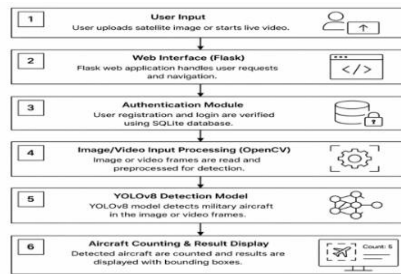 1
User Input
User uploads satellite image or starts live video.
2
Web Interface (Flask)
Flask web application handles user requests
and navigation.
</>
3
Authentication Module
User registration and login are verified
using SQLite database.
4
Image/Video Input Processing (OpenCV)
Image or video frames are read and
preprocessed for detection.
5
YOLOv8 Detection Model
YOLOv8 model detects military aircraft
in the image or video frames.
6
Aircraft Counting & Result Display
Detected aircraft are counted and results are
displayed with bounding boxes.
Count: 5